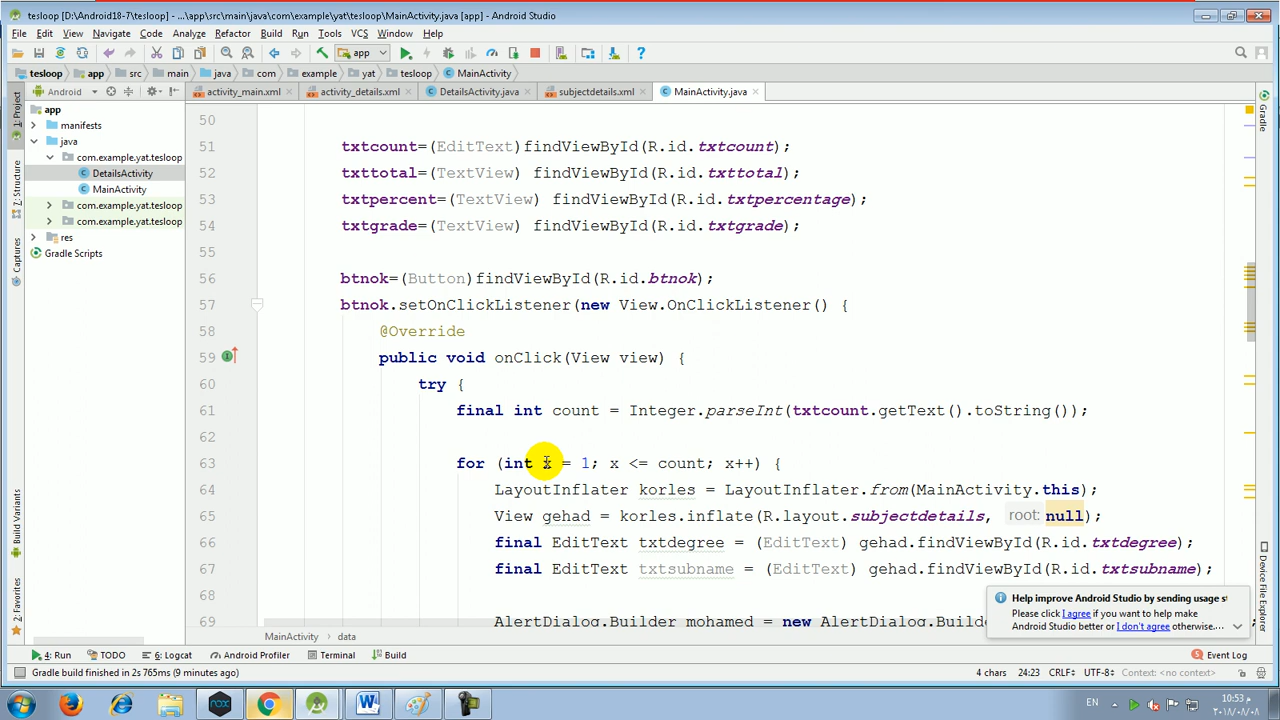 tesloop [D:\Android18-7\tesloop] - ...\app\src\main\java\com\example\yat\tesloop\MainActivity.java [app] - Android Studio
File Edit View Navigate Code Analyze Refactor Build Run Tools VCS Window Help
app
tesloop app src main java com example yat tesloop MainActivity
Android activity_main.xml activity_details.xml DetailsActivity.java subjectdetails.xml MainActivity.java
1: Project
Z: Structure
Captures
Build Variants
2: Favorites
app
manifests
java
com.example.yat.tesloop
DetailsActivity
MainActivity
com.example.yat.tesloop
com.example.yat.tesloop
res
Gradle Scripts
50
51 txtcount=(EditText)findViewById(R.id.txtcount);
52 txttotal=(TextView) findViewById(R.id.txttotal);
53 txtpercent=(TextView) findViewById(R.id.txtpercentage);
54 txtgrade=(TextView) findViewById(R.id.txtgrade);
55
56 btnok=(Button)findViewById(R.id.btnok);
57 btnok.setOnClickListener(new View.OnClickListener() {
58 @Override
59 public void onClick(View view) {
60 try {
61 final int count = Integer.parseInt(txtcount.getText().toString());
62
63 for (int x = 1; x <= count; x++) {
64 LayoutInflater korles = LayoutInflater.from(MainActivity.this);
65 View gehad = korles.inflate(R.layout.subjectdetails, root: null);
66 final EditText txtdegree = (EditText) gehad.findViewById(R.id.txtdegree);
67 final EditText txtsubname = (EditText) gehad.findViewById(R.id.txtsubname);
68
69 AlertDialog.Builder mohamed = new AlertDialog.Build
Gradle
Device File Explorer
Help improve Android Studio by sending usage st
Please click I agree if you want to help make
Android Studio better or I don't agree otherwise....
MainActivity data
4: Run TODO 6: Logcat Android Profiler Terminal Build Event Log
Gradle build finished in 2s 765ms (9 minutes ago) 4 chars 24:23 CRLF UTF-8 Context: <no context>
nox
EN
10:53 م
٢٠١٨/٠٨/٠٨